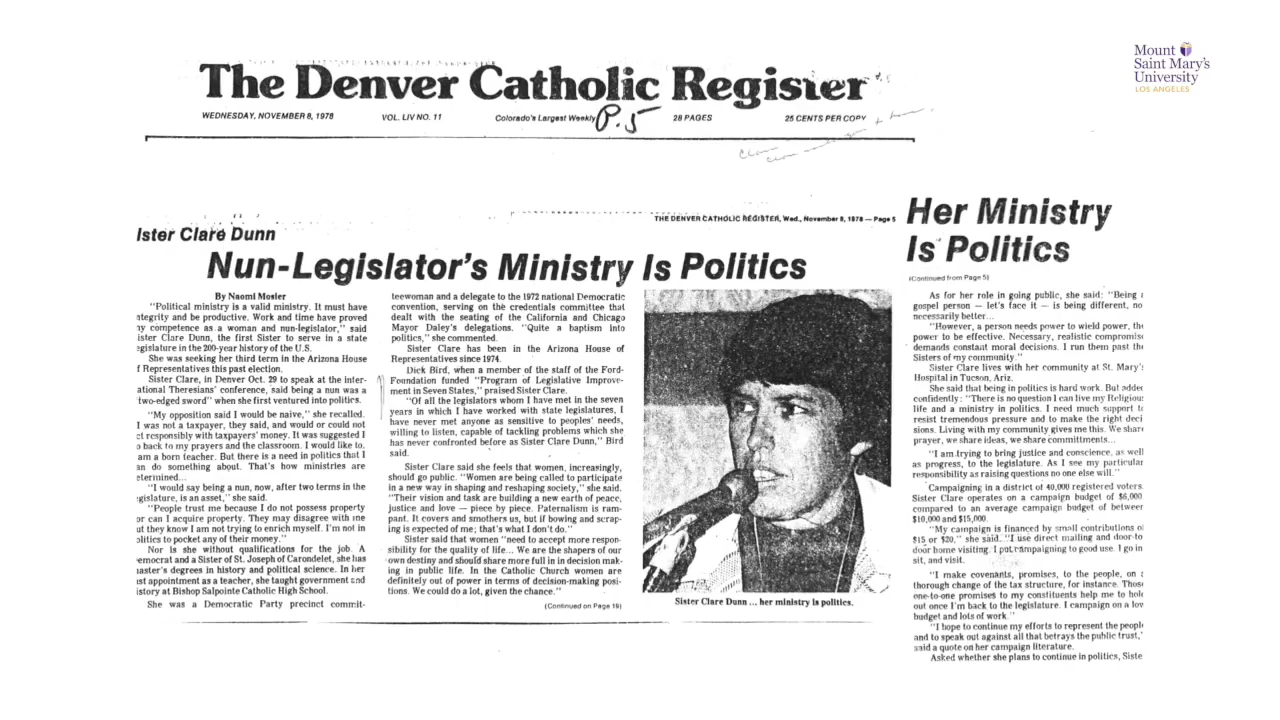 Mount
Saint Mary's
University
LOS ANGELES
The Denver Catholic Register
WEDNESDAY, NOVEMBER 8, 1978 VOL. LIV NO. 11 Colorado's Largest Weekly P. 5 28 PAGES 25 CENTS PER COPY
THE DENVER CATHOLIC REGISTER, Wed., November 8, 1978 — Page 5
ister Clare Dunn
Nun-Legislator's Ministry Is Politics
By Naomi Mosler
"Political ministry is a valid ministry. It must have
ntegrity and be productive. Work and time have proved
ny competence as a woman and nun-legislator," said
ister Clare Dunn, the first Sister to serve in a state
egislature in the 200-year history of the U.S.
She was seeking her third term in the Arizona House
f Representatives this past election.
Sister Clare, in Denver Oct. 29 to speak at the inter-
ational Theresians' conference, said being a nun was a
two-edged sword" when she first ventured into politics.
"My opposition said I would be naive," she recalled.
I was not a taxpayer, they said, and would or could not
ct responsibly with taxpayers' money. It was suggested I
o back to my prayers and the classroom. I would like to.
am a born teacher. But there is a need in politics that I
an do something about. That's how ministries are
etermined...
"I would say being a nun, now, after two terms in the
gislature, is an asset," she said.
"People trust me because I do not possess property
or can I acquire property. They may disagree with me
ut they know I am not trying to enrich myself. I'm not in
olitics to pocket any of their money."
Nor is she without qualifications for the job. A
emocrat and a Sister of St. Joseph of Carondelet, she has
naster's degrees in history and political science. In her
st appointment as a teacher, she taught government and
istory at Bishop Salpointe Catholic High School.
She was a Democratic Party precinct commit-
teewoman and a delegate to the 1972 national Democratic
convention, serving on the credentials committee that
dealt with the seating of the California and Chicago
Mayor Daley's delegations. "Quite a baptism into
politics," she commented.
Sister Clare has been in the Arizona House of
Representatives since 1974.
Dick Bird, when a member of the staff of the Ford-
Foundation funded "Program of Legislative Improve-
ment in Seven States," praised Sister Clare.
"Of all the legislators whom I have met in the seven
years in which I have worked with state legislatures, I
have never met anyone as sensitive to peoples' needs,
willing to listen, capable of tackling problems which she
has never confronted before as Sister Clare Dunn," Bird
said.
Sister Clare said she feels that women, increasingly,
should go public. "Women are being called to participate
in a new way in shaping and reshaping society," she said.
"Their vision and task are building a new earth of peace,
justice and love — piece by piece. Paternalism is ram-
pant. It covers and smothers us, but if bowing and scrap-
ing is expected of me; that's what I don't do."
Sister said that women "need to accept more respon-
sibility for the quality of life... We are the shapers of our
own destiny and should share more full in in decision mak-
ing in public life. In the Catholic Church women are
definitely out of power in terms of decision-making posi-
tions. We could do a lot, given the chance."
(Continued on Page 19)
Sister Clare Dunn ... her ministry is politics.
Her Ministry
Is Politics
(Continued from Page 5)
As for her role in going public, she said: "Being a
gospel person — let's face it — is being different, no
necessarily better...
"However, a person needs power to wield power, the
power to be effective. Necessary, realistic compromise
demands constant moral decisions. I run them past the
Sisters of my community."
Sister Clare lives with her community at St. Mary's
Hospital in Tucson, Ariz.
She said that being in politics is hard work. But added
confidently: "There is no question I can live my Religious
life and a ministry in politics. I need much support to
resist tremendous pressure and to make the right deci
sions. Living with my community gives me this. We share
prayer, we share ideas, we share commitments...
"I am trying to bring justice and conscience, as well
as progress, to the legislature. As I see my particular
responsibility as raising questions no one else will."
Campaigning in a district of 40,000 registered voters
Sister Clare operates on a campaign budget of $6,000
compared to an average campaign budget of between
$10,000 and $15,000.
"My campaign is financed by small contributions of
$15 or $20," she said. "I use direct mailing and door-to
door home visiting. I put campaigning to good use. I go in
sit, and visit.
"I make covenants, promises, to the people, on a
thorough change of the tax structure, for instance. Those
one-to-one promises to my constituents help me to hold
out once I'm back to the legislature. I campaign on a low
budget and lots of work."
"I hope to continue my efforts to represent the people
and to speak out against all that betrays the public trust,"
said a quote on her campaign literature.
Asked whether she plans to continue in politics, Siste